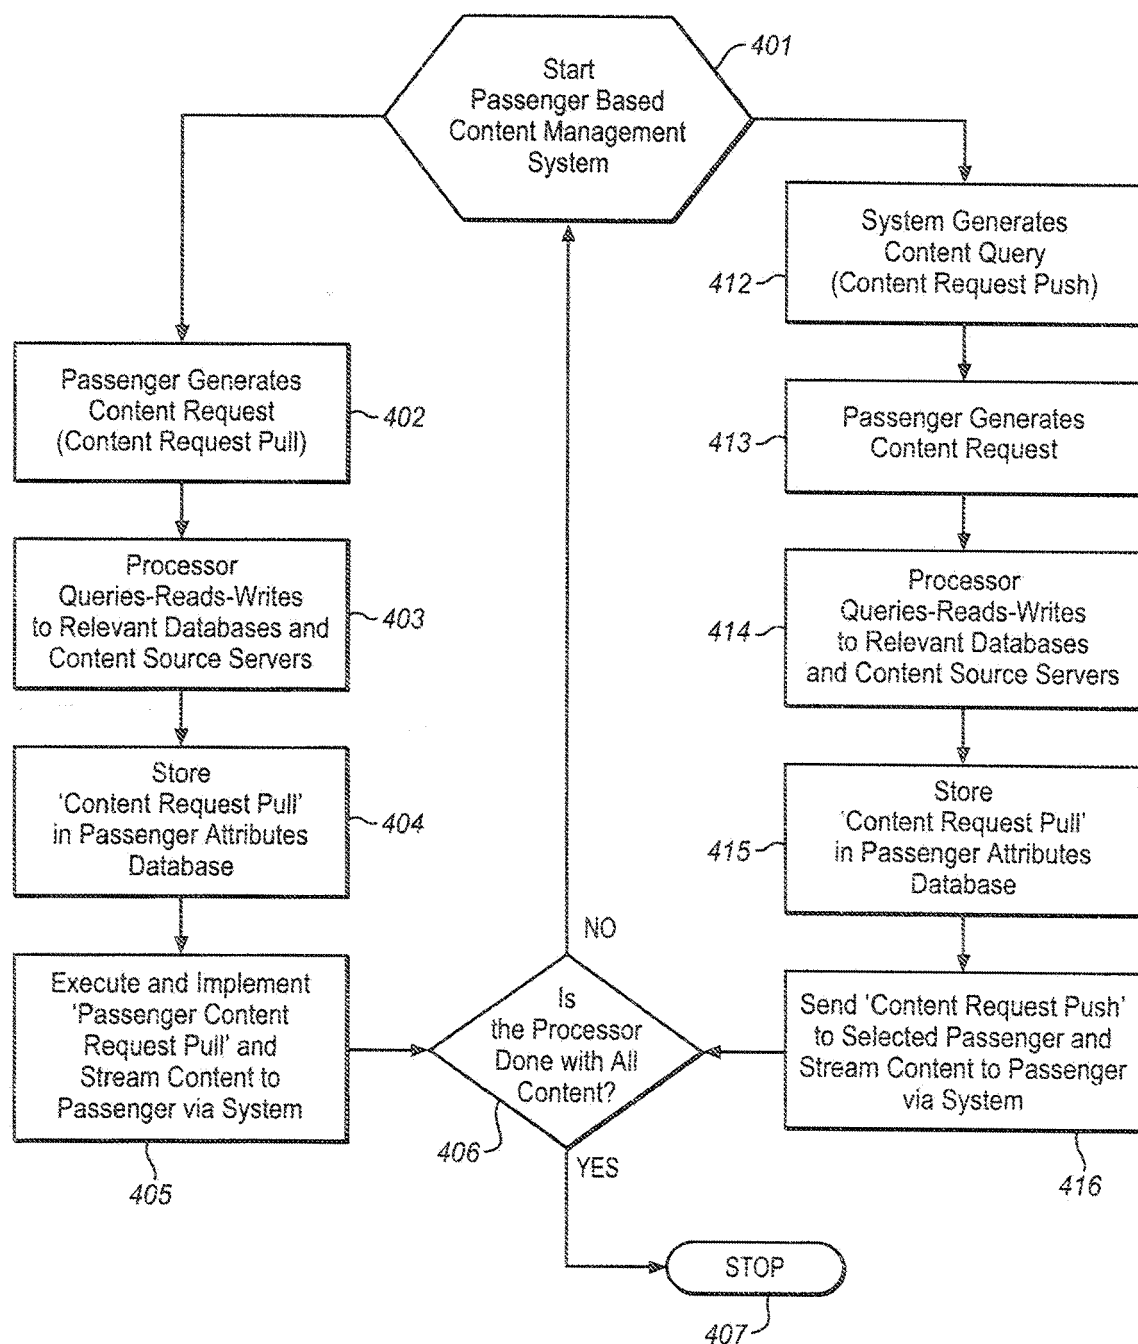 Start
Passenger Based
Content Management
System
401
Passenger Generates
Content Request
(Content Request Pull)
402
Processor
Queries-Reads-Writes
to Relevant Databases and
Content Source Servers
403
Store
'Content Request Pull'
in Passenger Attributes
Database
404
Execute and Implement
'Passenger Content
Request Pull' and
Stream Content to
Passenger via System
405
System Generates
Content Query
(Content Request Push)
412
Passenger Generates
Content Request
413
Processor
Queries-Reads-Writes
to Relevant Databases
and Content Source Servers
414
Store
'Content Request Pull'
in Passenger Attributes
Database
415
Send 'Content Request Push'
to Selected Passenger and
Stream Content to Passenger
via System
416
NO
Is
the Processor
Done with All
Content?
406
YES
STOP
407